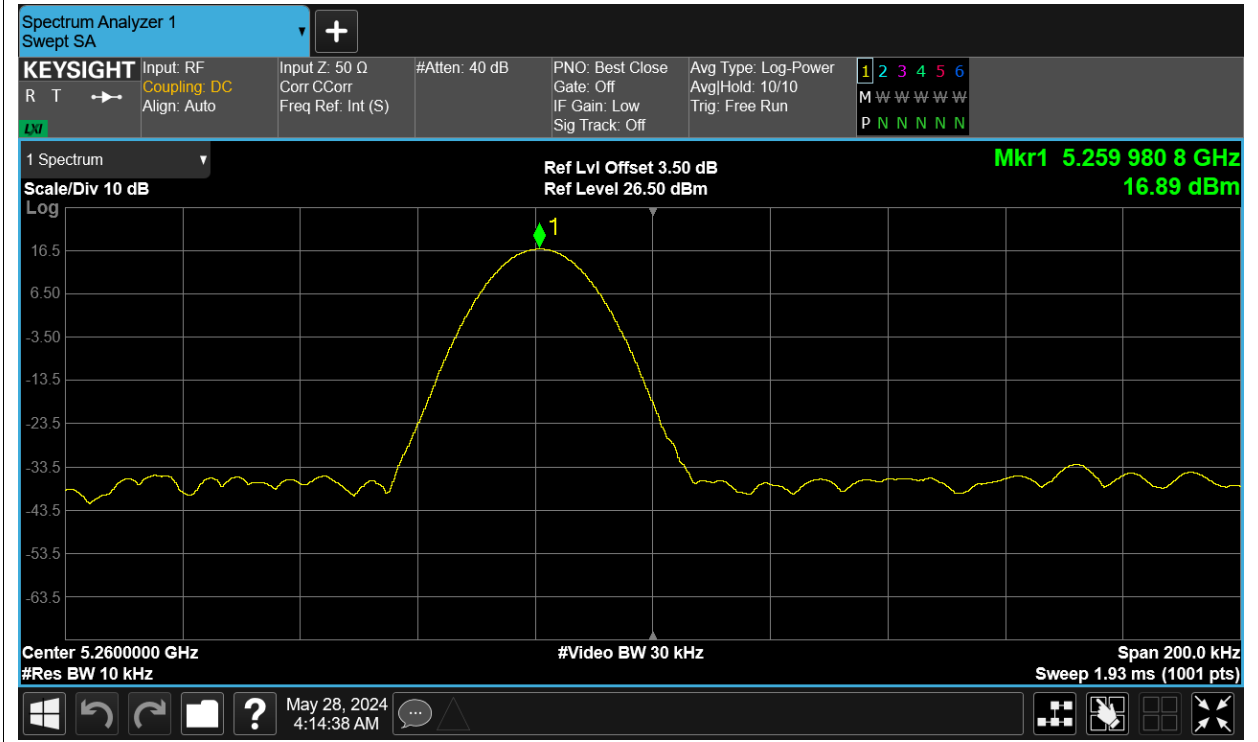 Spectrum Analyzer 1
Swept SA
KEYSIGHT
R T
LXI
Input: RF
Coupling: DC
Align: Auto
Input Z: 50 Ω
Corr CCorr
Freq Ref: Int (S)
#Atten: 40 dB
PNO: Best Close
Gate: Off
IF Gain: Low
Sig Track: Off
Avg Type: Log-Power
Avg|Hold: 10/10
Trig: Free Run
1 2 3 4 5 6
M W W W W W
P N N N N N
1 Spectrum
Scale/Div 10 dB
Log
Ref Lvl Offset 3.50 dB
Ref Level 26.50 dBm
Mkr1 5.259 980 8 GHz
16.89 dBm
1
16.5
6.50
-3.50
-13.5
-23.5
-33.5
-43.5
-53.5
-63.5
Center 5.2600000 GHz
#Res BW 10 kHz
#Video BW 30 kHz
Span 200.0 kHz
Sweep 1.93 ms (1001 pts)
?
May 28, 2024
4:14:38 AM